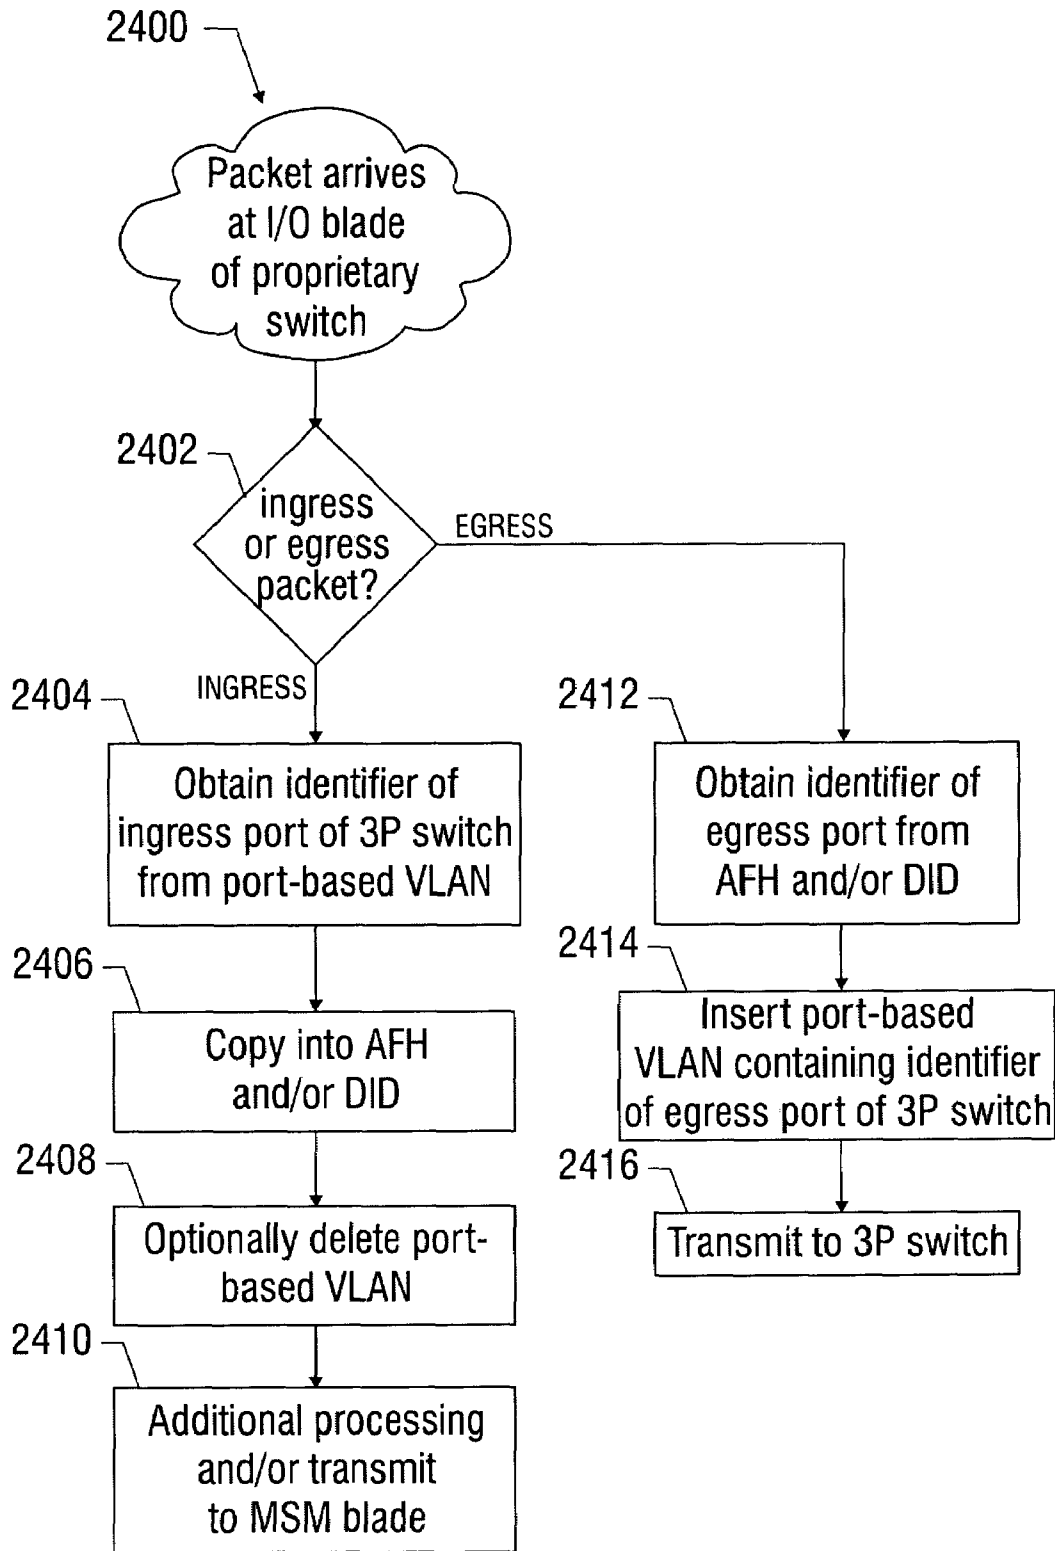 2400
Packet arrives
at I/O blade
of proprietary
switch
2402
ingress
or egress
packet?
EGRESS
INGRESS
2404
Obtain identifier of
ingress port of 3P switch
from port-based VLAN
2406
Copy into AFH
and/or DID
2408
Optionally delete port-
based VLAN
2410
Additional processing
and/or transmit
to MSM blade
2412
Obtain identifier of
egress port from
AFH and/or DID
2414
Insert port-based
VLAN containing identifier
of egress port of 3P switch
2416
Transmit to 3P switch